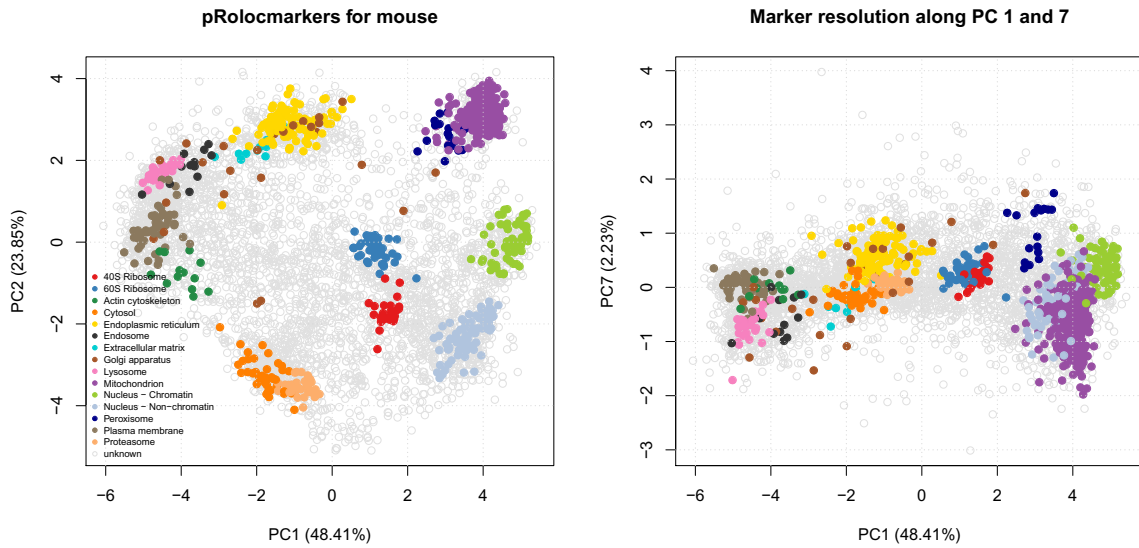 pRolocmarkers for mouse
PC2 (23.85%)
4
2
0
−2
−4
40S Ribosome
60S Ribosome
Actin cytoskeleton
Cytosol
Endoplasmic reticulum
Endosome
Extracellular matrix
Golgi apparatus
Lysosome
Mitochondrion
Nucleus − Chromatin
Nucleus − Non−chromatin
Peroxisome
Plasma membrane
Proteasome
unknown
−6 −4 −2 0 2 4
PC1 (48.41%)
Marker resolution along PC 1 and 7
PC7 (2.23%)
4
3
2
1
0
−1
−2
−3
−6 −4 −2 0 2 4
PC1 (48.41%)